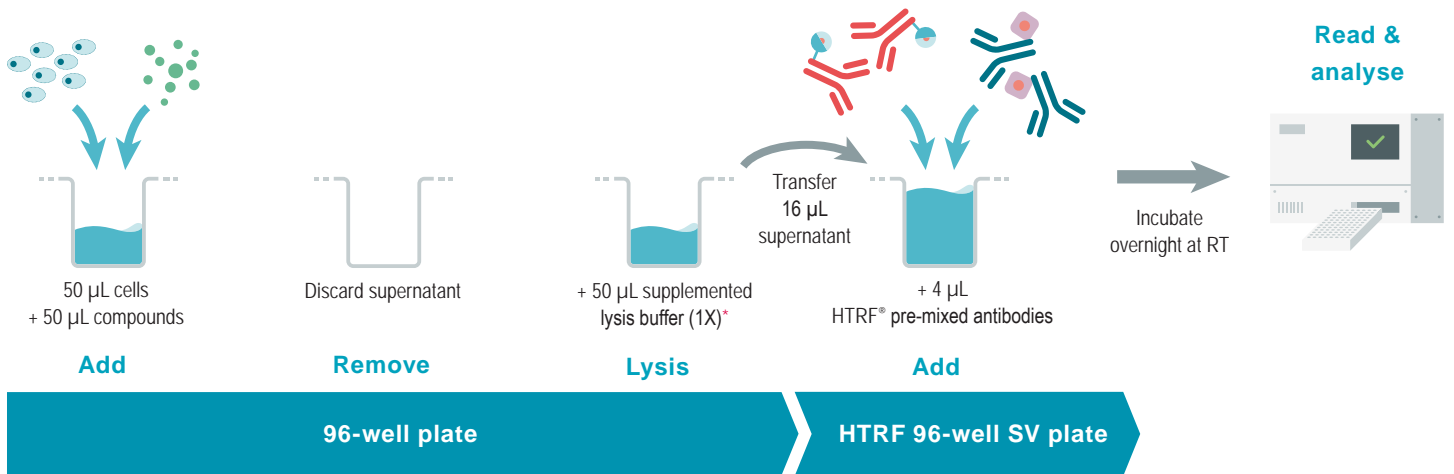 Read &
analyse
Transfer
16 µL
supernatant
Incubate
overnight at RT
50 µL cells
+ 50 µL compounds
Discard supernatant
+ 50 µL supplemented
lysis buffer (1X)*
+ 4 µL
HTRF® pre-mixed antibodies
Add
Remove
Lysis
Add
96-well plate
HTRF 96-well SV plate